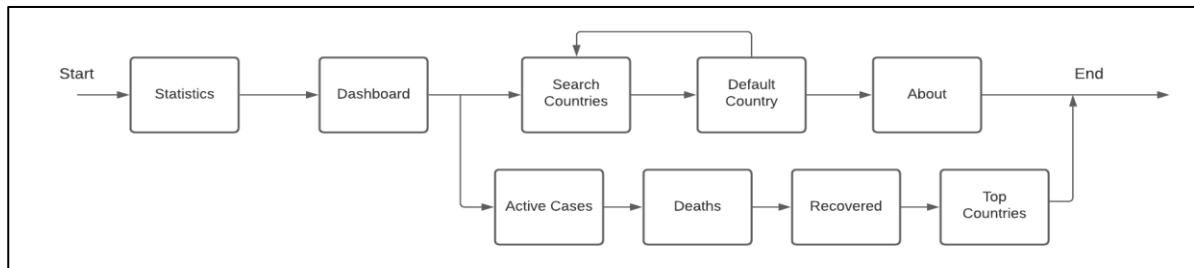 Start
Statistics
Dashboard
Search
Countries
Default
Country
About
End
Active Cases
Deaths
Recovered
Top
Countries